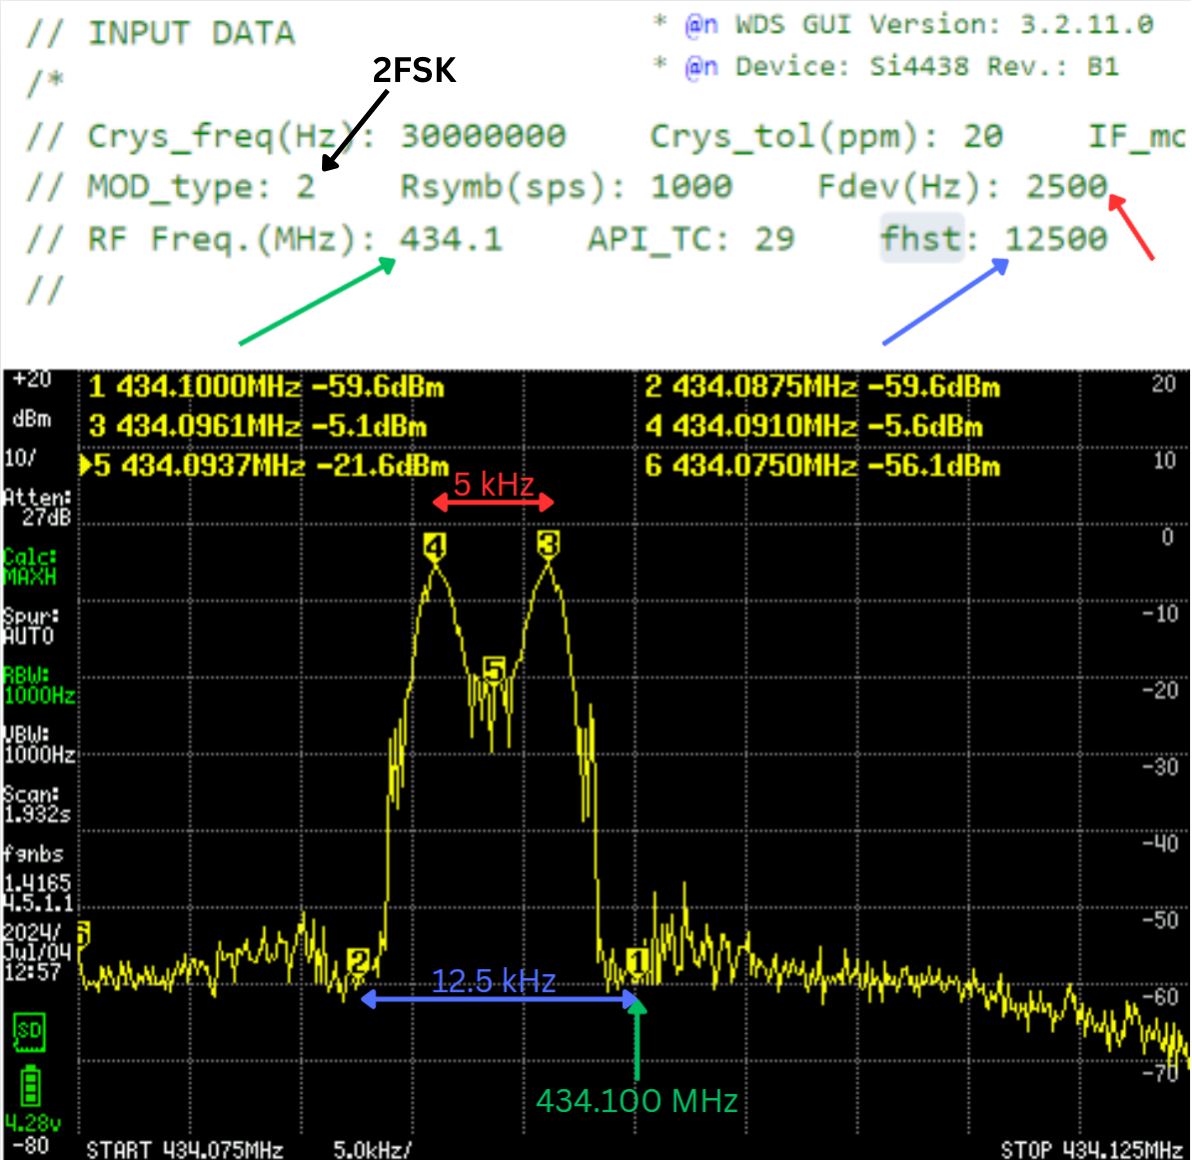 // INPUT DATA
* @n WDS GUI Version: 3.2.11.0
* @n Device: Si4438 Rev.: B1
/*
2FSK
// Crys_freq(Hz): 30000000 Crys_tol(ppm): 20 IF_mc
// MOD_type: 2 Rsymb(sps): 1000 Fdev(Hz): 2500
// RF Freq.(MHz): 434.1 API_TC: 29 fhst: 12500
//
+20
dBm
10/
Atten:
27dB
Calc:
MAXH
Spur:
AUTO
RBW:
1000Hz
VBW:
1000Hz
Scan:
1.932s
fgnbs
1.4165
4.5.1.1
2024/
Jul/04
12:57
SD
4.28v
-80
1 434.1000MHz -59.6dBm
2 434.0875MHz -59.6dBm
3 434.0961MHz -5.1dBm
4 434.0910MHz -5.6dBm
5 434.0937MHz -21.6dBm
6 434.0750MHz -56.1dBm
5 kHz
4
3
5
6
2
1
12.5 kHz
434.100 MHz
20
10
0
-10
-20
-30
-40
-50
-60
-70
START 434.075MHz 5.0kHz/ STOP 434.125MHz